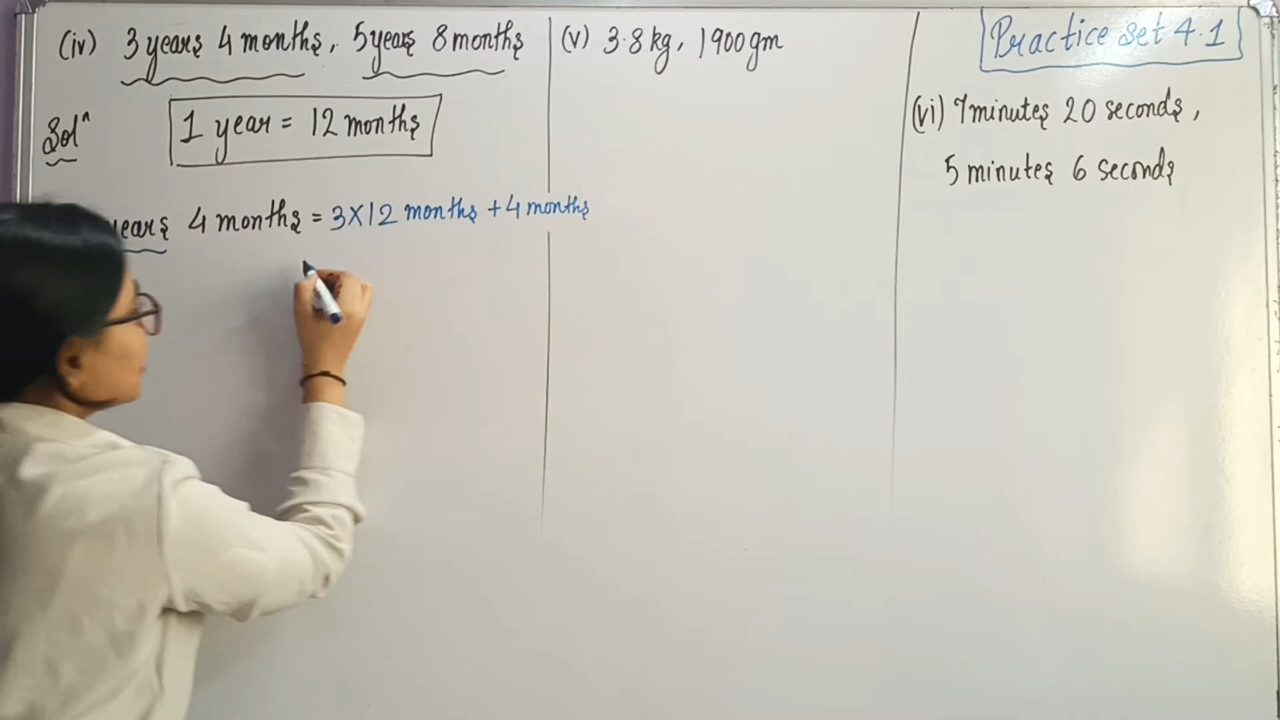 (iv) 3 years 4 months, 5 years 8 months
Solⁿ
1 year = 12 months
4 months = 3×12 months + 4 months
(v) 3.8 kg, 1900 gm
Practice set 4.1
(vi) 7 minutes 20 seconds,
5 minutes 6 seconds